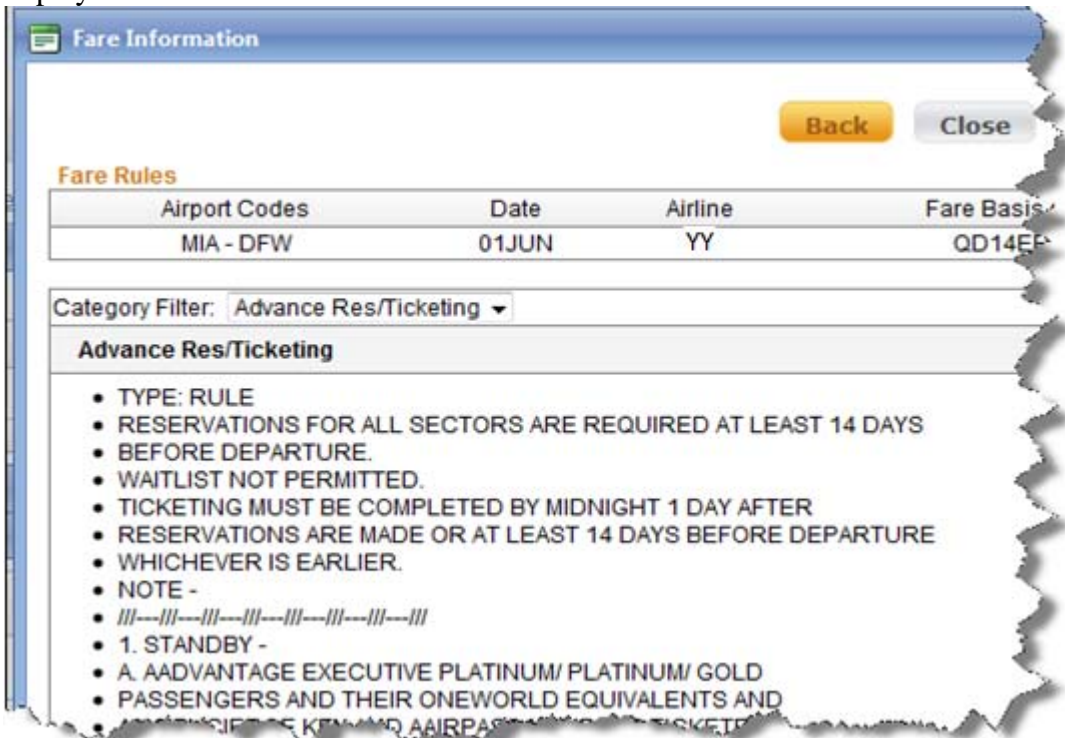 Fare Information
Back Close
Fare Rules
Airport Codes Date Airline Fare Basis
MIA - DFW 01JUN YY
Category Filter: Advance Res/Ticketing
Advance Res/Ticketing
• TYPE: RULE
• RESERVATIONS FOR ALL SECTORS ARE REQUIRED AT LEAST 14 DAYS
• BEFORE DEPARTURE.
• WAITLIST NOT PERMITTED.
• TICKETING MUST BE COMPLETED BY MIDNIGHT 1 DAY AFTER
• RESERVATIONS ARE MADE OR AT LEAST 14 DAYS BEFORE DEPARTURE
• WHICHEVER IS EARLIER.
• NOTE -
• ///----///----///----///----///----///----///----///
• 1. STANDBY -
• A. AADVANTAGE EXECUTIVE PLATINUM/ PLATINUM/ GOLD
• PASSENGERS AND THEIR ONEWORLD EQUIVALENTS AND